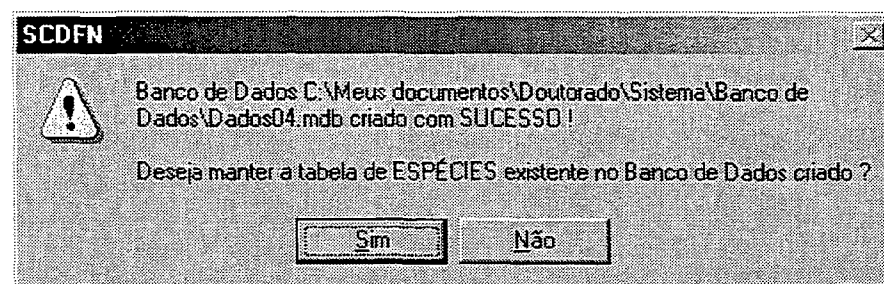 SCDFN
Banco de Dados C:\Meus documentos\Doutorado\Sistema\Banco de
Dados\Dados04.mdb criado com SUCESSO !
Deseja manter a tabela de ESPÉCIES existente no Banco de Dados criado ?
Sim
Não